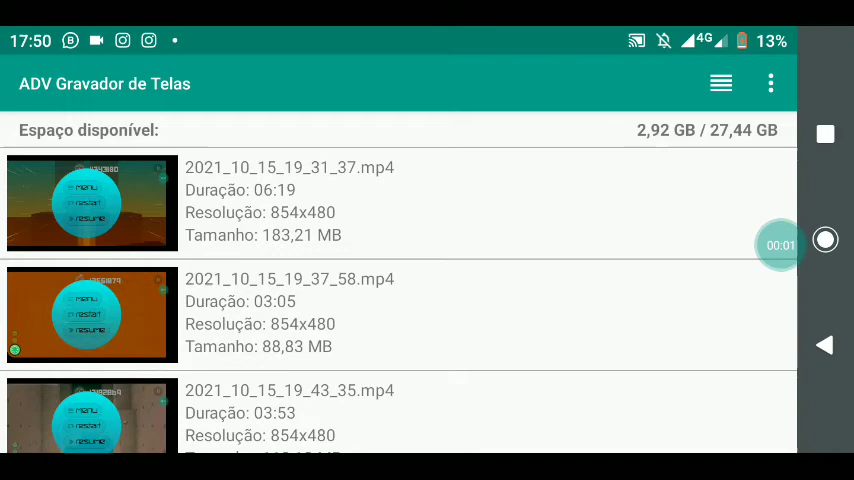 17:50
4G
13%
ADV Gravador de Telas
Espaço disponível:
2,92 GB / 27,44 GB
2021_10_15_19_31_37.mp4
Duração: 06:19
Resolução: 854x480
Tamanho: 183,21 MB
menu
restart
resume
00:01
2021_10_15_19_37_58.mp4
Duração: 03:05
Resolução: 854x480
Tamanho: 88,83 MB
menu
restart
resume
2021_10_15_19_43_35.mp4
Duração: 03:53
Resolução: 854x480
menu
restart
resume